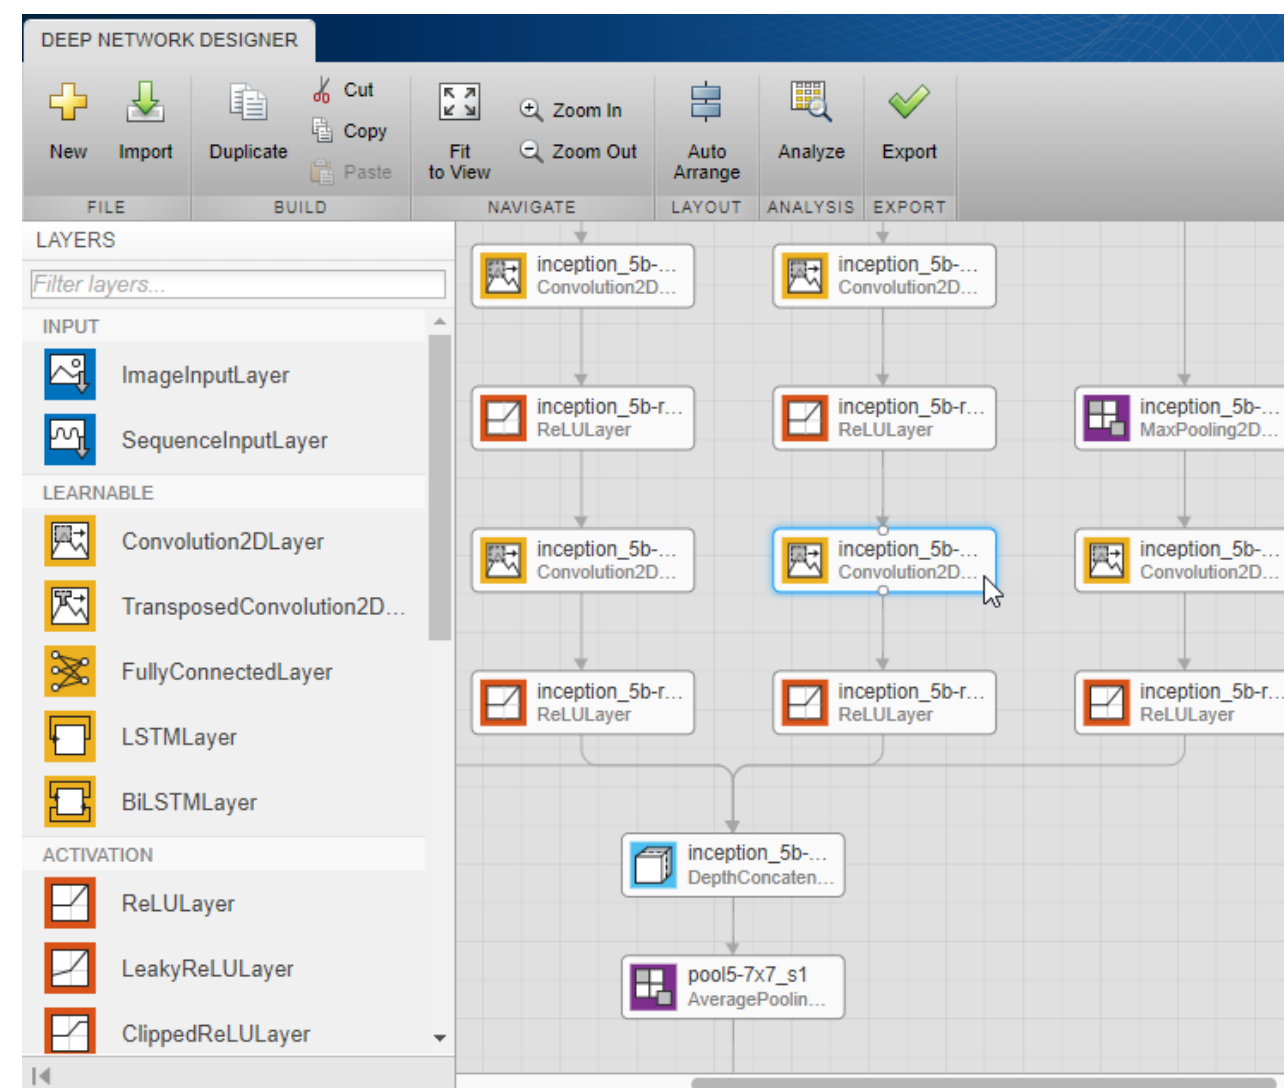 DEEP NETWORK DESIGNER
New
Import
Duplicate
Cut
Copy
Paste
Fit
to View
Zoom In
Zoom Out
Auto
Arrange
Analyze
Export
FILE
BUILD
NAVIGATE
LAYOUT
ANALYSIS
EXPORT
LAYERS
Filter layers...
INPUT
ImageInputLayer
SequenceInputLayer
LEARNABLE
Convolution2DLayer
TransposedConvolution2D...
FullyConnectedLayer
LSTMLayer
BiLSTMLayer
ACTIVATION
ReLULayer
LeakyReLULayer
ClippedReLULayer
inception_5b-...
Convolution2D...
inception_5b-...
Convolution2D...
inception_5b-r...
ReLULayer
inception_5b-r...
ReLULayer
inception_5b-...
MaxPooling2D...
inception_5b-...
Convolution2D...
inception_5b-...
Convolution2D...
inception_5b-...
Convolution2D...
inception_5b-r...
ReLULayer
inception_5b-r...
ReLULayer
inception_5b-r...
ReLULayer
inception_5b-...
DepthConcaten...
pool5-7x7_s1
AveragePoolin...